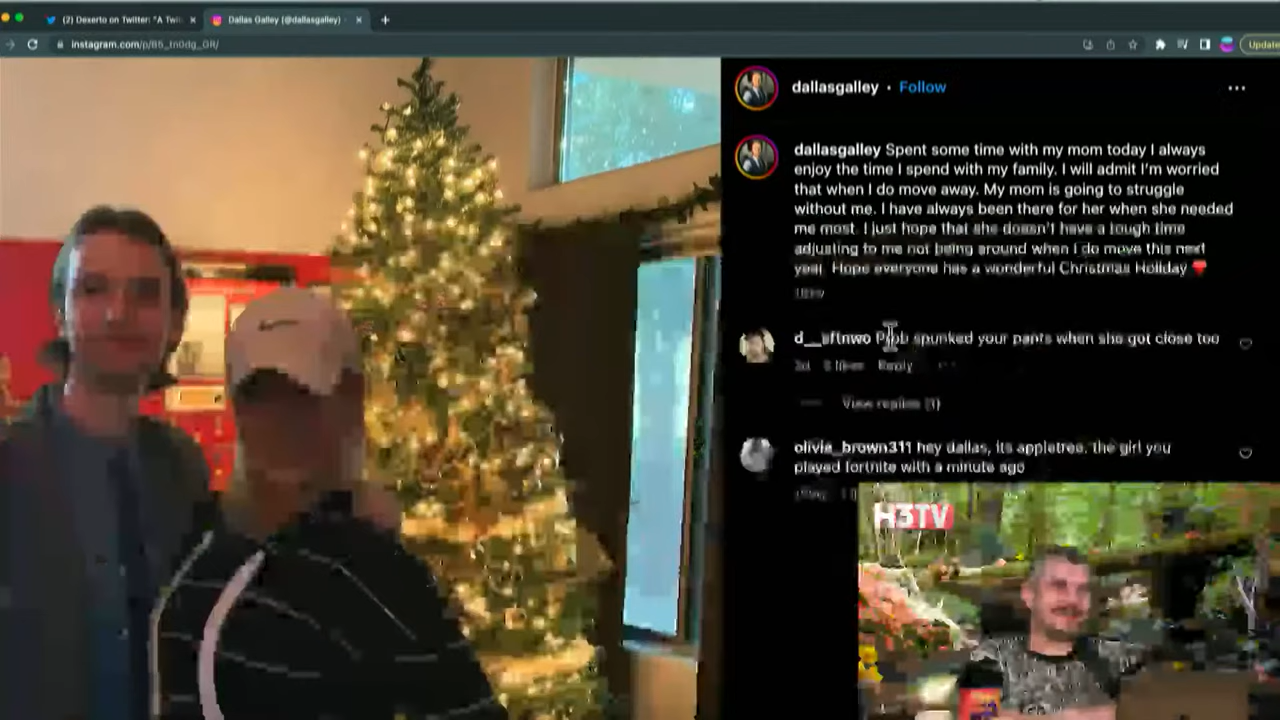 (2) Dexerto on Twitter: "A Twit
Dallas Galley (@dallasgalley)
instagram.com/p/B5_tn0dg_GR/
Update
dallasgalley • Follow
dallasgalley Spent some time with my mom today I always
enjoy the time I spend with my family. I will admit I'm worried
that when I do move away. My mom is going to struggle
without me. I have always been there for her when she needed
me most. I just hope that she doesn't have a tough time
adjusting to me not being around when I do move this next
year. Hope everyone has a wonderful Christmas Holiday
spunked your pants when she got close too
Reply
View replies (1)
olivia_brown311 hey dallas, its appletree. the girl you
played fortnite with a minute ago
H3TV